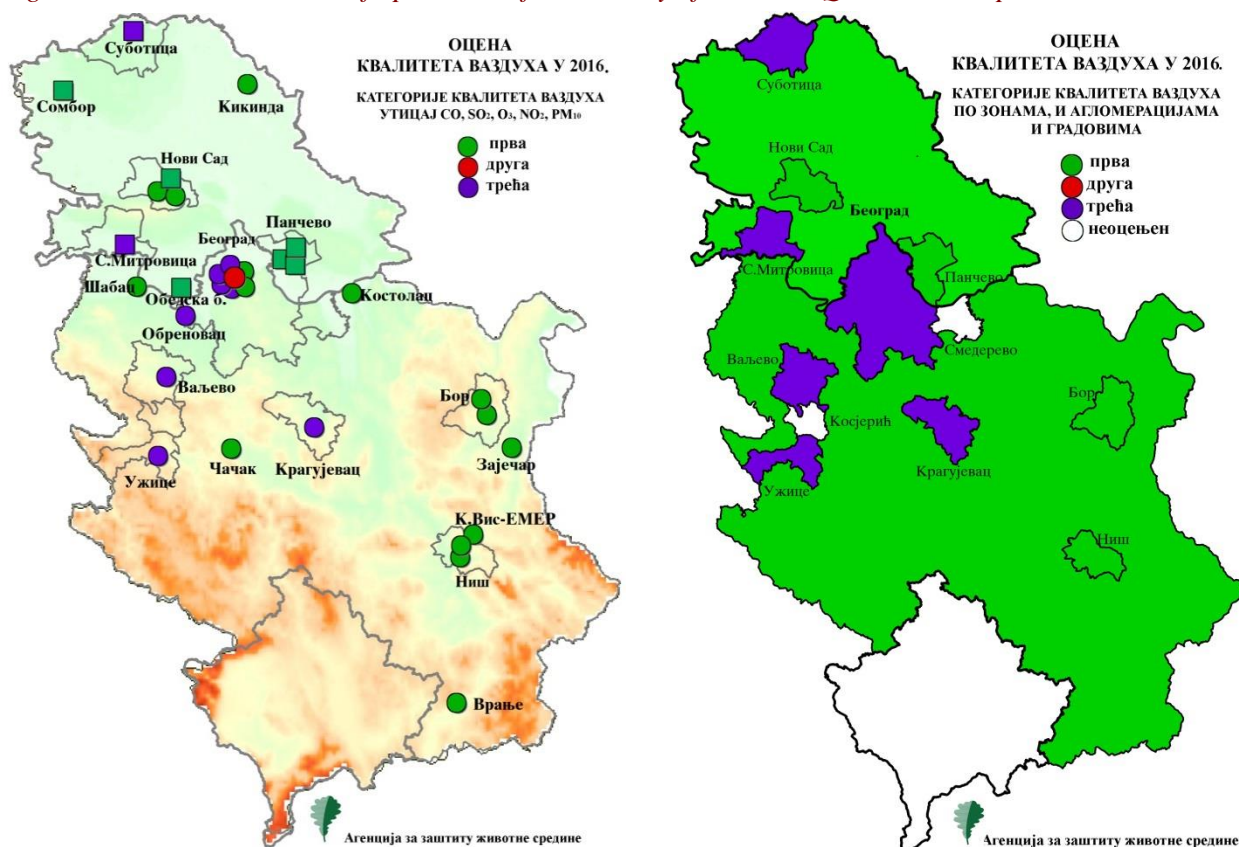 ОЦЕНА
КВАЛИТЕТА ВАЗДУХА У 2016.
КАТЕГОРИЈЕ КВАЛИТЕТА ВАЗДУХА
УТИЦАЈ CO, SO₂, O₃, NO₂, PM₁₀
прва
друга
трећа
Суботица
Сомбор
Кикинда
Нови Сад
Панчево
Београд
С.Митровица
Шабац
Обедска о.
Костолац
Обреновац
Ваљево
Бор
Ужице
Чачак
Крагујевац
Зајечар
К.Вис-ЕМЕР
Ниш
Врање
Агенција за заштиту животне средине
ОЦЕНА
КВАЛИТЕТА ВАЗДУХА У 2016.
КАТЕГОРИЈЕ КВАЛИТЕТА ВАЗДУХА
ПО ЗОНАМА, И АГЛОМЕРАЦИЈАМА
И ГРАДОВИМА
прва
друга
трећа
неоцењен
Суботица
Нови Сад
Београд
С.Митровица
Панчево
Смедерево
Ваљево
Бор
Косјерић
Крагујевац
Ужице
Ниш
Агенција за заштиту животне средине